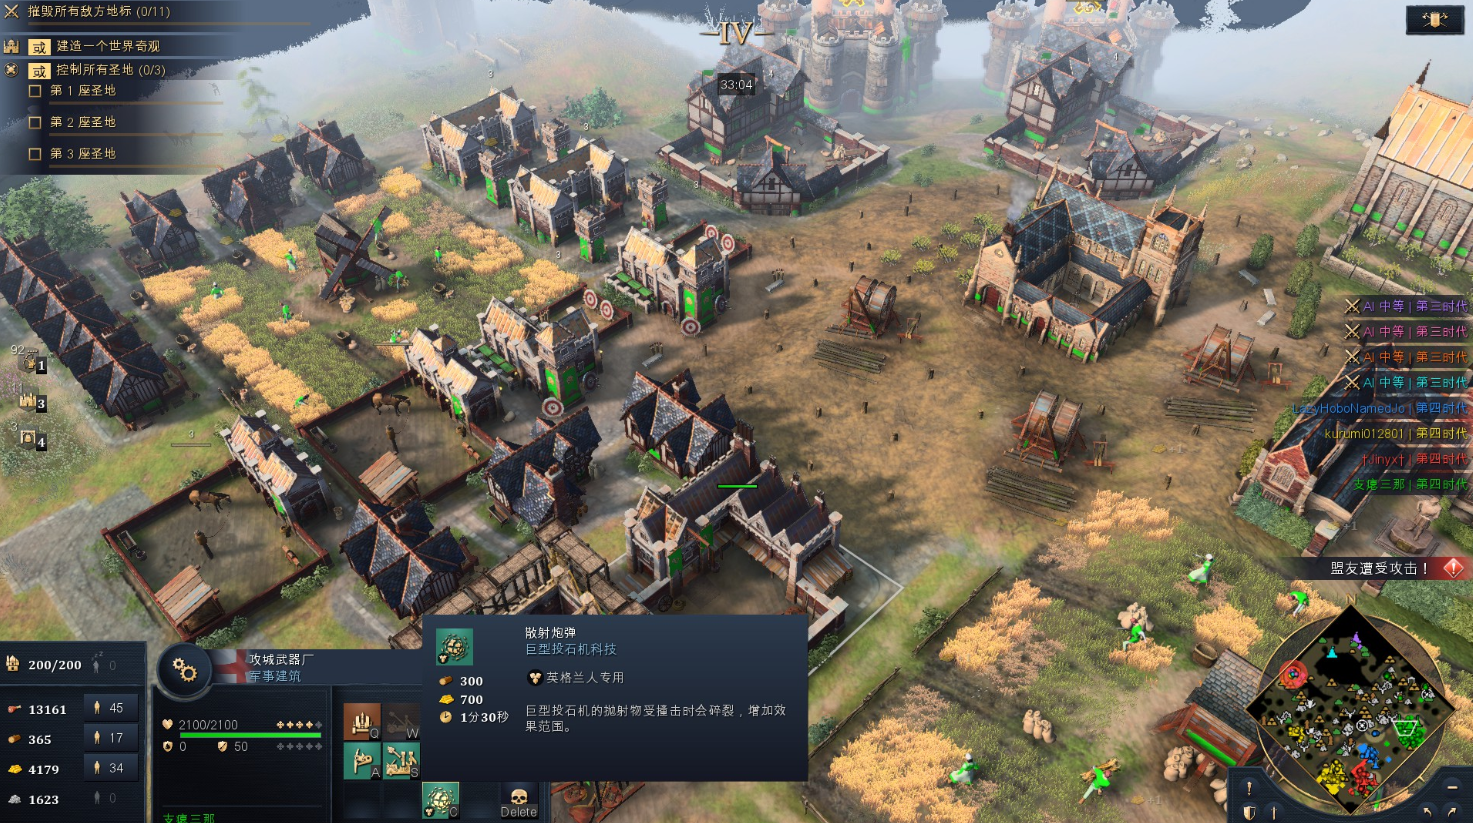 摧毁所有敌方地标 (0/11)
或 建造一个世界奇观
或 控制所有圣地 (0/3)
第 1 座圣地
第 2 座圣地
第 3 座圣地
IV
33:04
AI 中等 | 第三时代
AI 中等 | 第三时代
AI 中等 | 第三时代
AI 中等 | 第三时代
LazyHoboNamedJo | 第四时代
kurumi012801 | 第四时代
†Jinyx† | 第四时代
支瘪三那 | 第四时代
盟友遭受攻击！
92
1
11
3
3
4
200/200
0
13161
45
365
17
4179
34
1623
0
攻城武器厂
军事建筑
2100/2100
0
50
支瘪三那
Q
W
A
S
C
Delete
散射炮弹
巨型投石机科技
300
700
1分30秒
英格兰人专用
巨型投石机的抛射物受撞击时会碎裂，增加效
果范围。
N